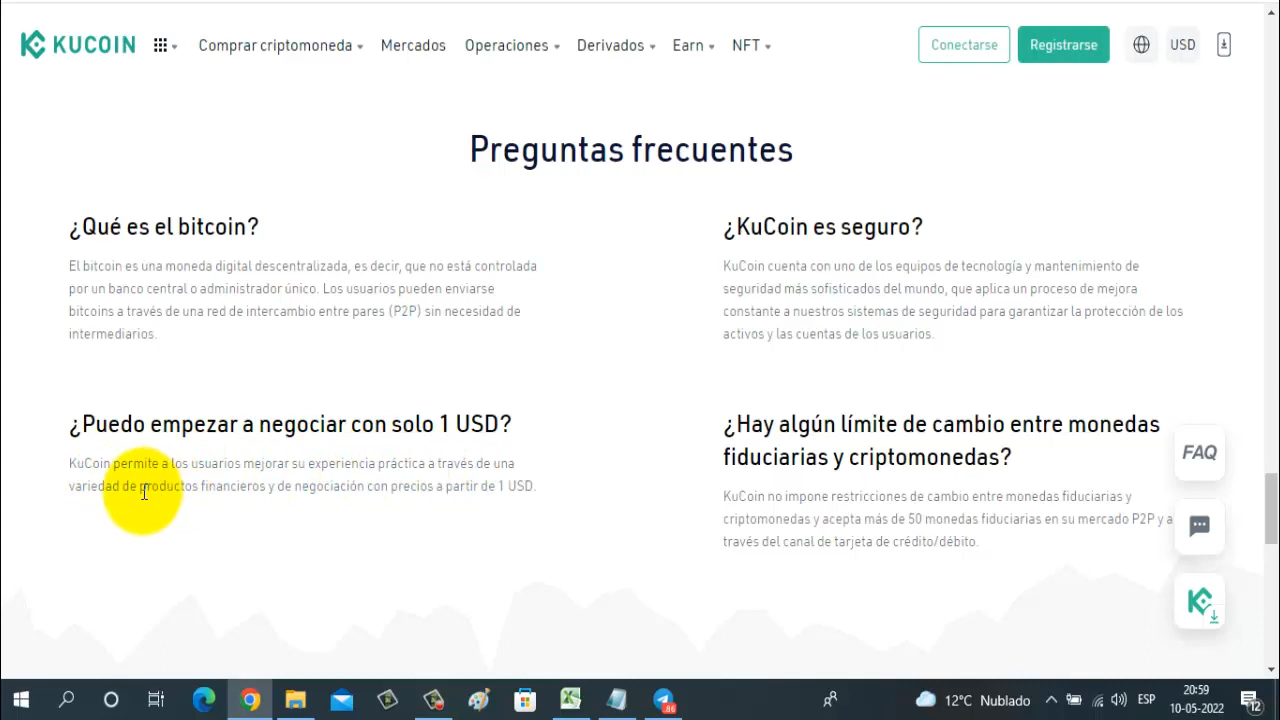 KUCOIN
Comprar criptomoneda
Mercados
Operaciones
Derivados
Earn
NFT
Conectarse
Registrarse
USD
Preguntas frecuentes
¿Qué es el bitcoin?
El bitcoin es una moneda digital descentralizada, es decir, que no está controlada
por un banco central o administrador único. Los usuarios pueden enviarse
bitcoins a través de una red de intercambio entre pares (P2P) sin necesidad de
intermediarios.
¿KuCoin es seguro?
KuCoin cuenta con uno de los equipos de tecnología y mantenimiento de
seguridad más sofisticados del mundo, que aplica un proceso de mejora
constante a nuestros sistemas de seguridad para garantizar la protección de los
activos y las cuentas de los usuarios.
¿Puedo empezar a negociar con solo 1 USD?
KuCoin permite a los usuarios mejorar su experiencia práctica a través de una
variedad de productos financieros y de negociación con precios a partir de 1 USD.
¿Hay algún límite de cambio entre monedas
fiduciarias y criptomonedas?
KuCoin no impone restricciones de cambio entre monedas fiduciarias y
criptomonedas y acepta más de 50 monedas fiduciarias en su mercado P2P y a
través del canal de tarjeta de crédito/débito.
FAQ
12°C Nublado
ESP
20:59
10-05-2022
12